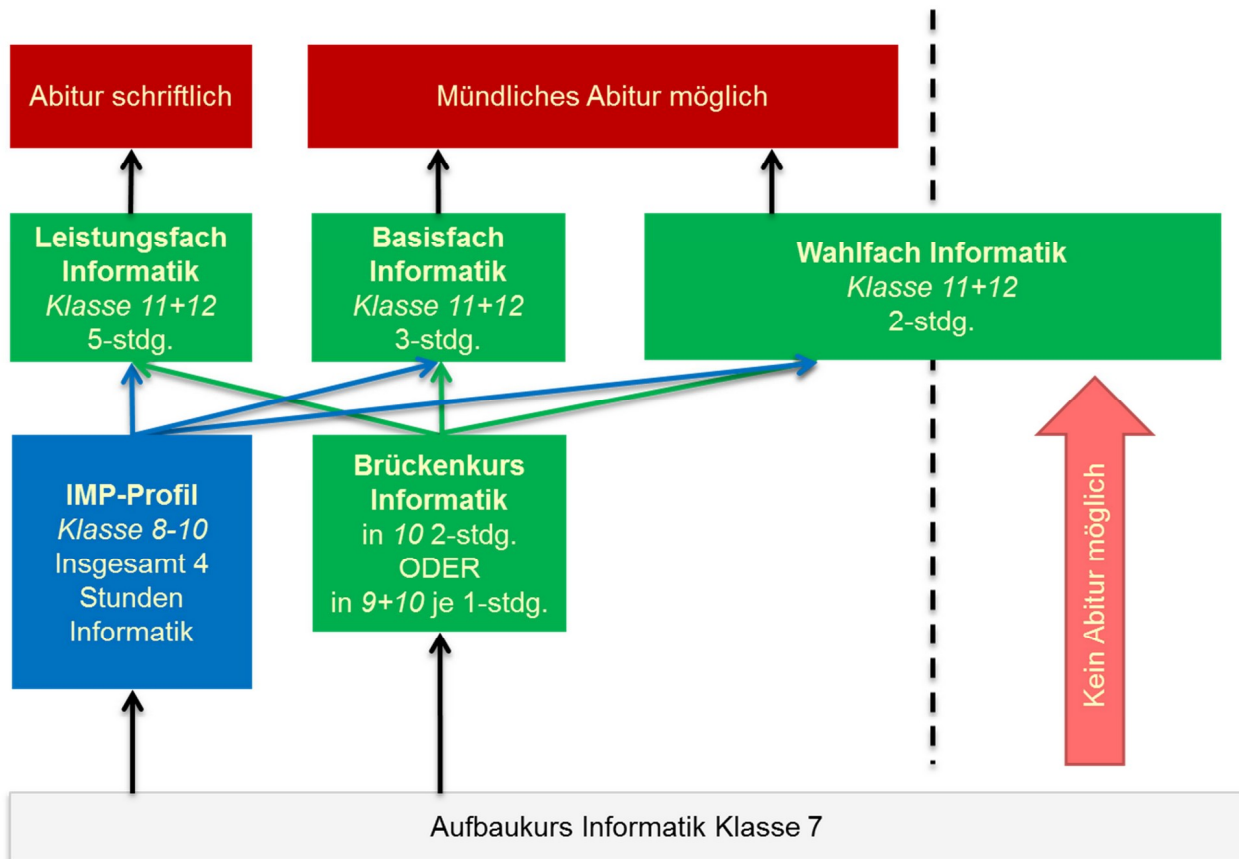 Abitur schriftlich
Mündliches Abitur möglich
Leistungsfach
Informatik
Klasse 11+12
5-stdg.
Basisfach
Informatik
Klasse 11+12
3-stdg.
Wahlfach Informatik
Klasse 11+12
2-stdg.
IMP-Profil
Klasse 8-10
Insgesamt 4
Stunden
Informatik
Brückenkurs
Informatik
in 10 2-stdg.
ODER
in 9+10 je 1-stdg.
Kein Abitur möglich
Aufbaukurs Informatik Klasse 7